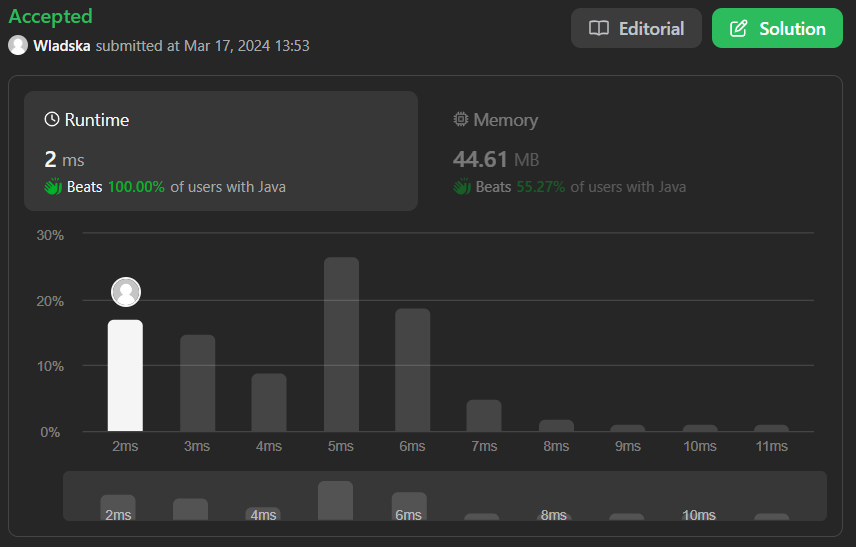 Accepted
Wladska submitted at Mar 17, 2024 13:53
Editorial
Solution
Runtime
2 ms
Beats 100.00% of users with Java
Memory
44.61 MB
Beats 55.27% of users with Java
30%
20%
10%
0%
2ms 3ms 4ms 5ms 6ms 7ms 8ms 9ms 10ms 11ms
2ms 4ms 6ms 8ms 10ms